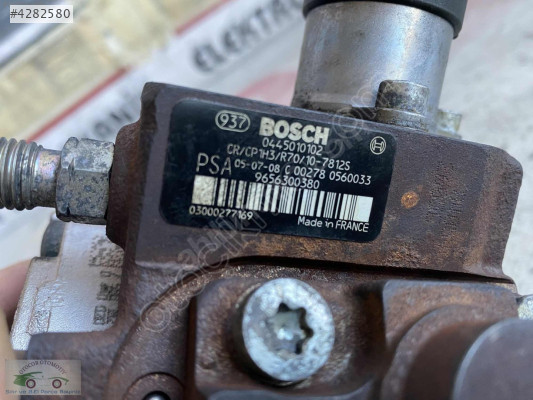 #4282580
ELEKTRON
937 BOSCH
0445010102
CR/CP1H3/R70/10-7812S
PSA 05-07-08 C 00278 0560033
9656300380
03000277169 Made in FRANCE